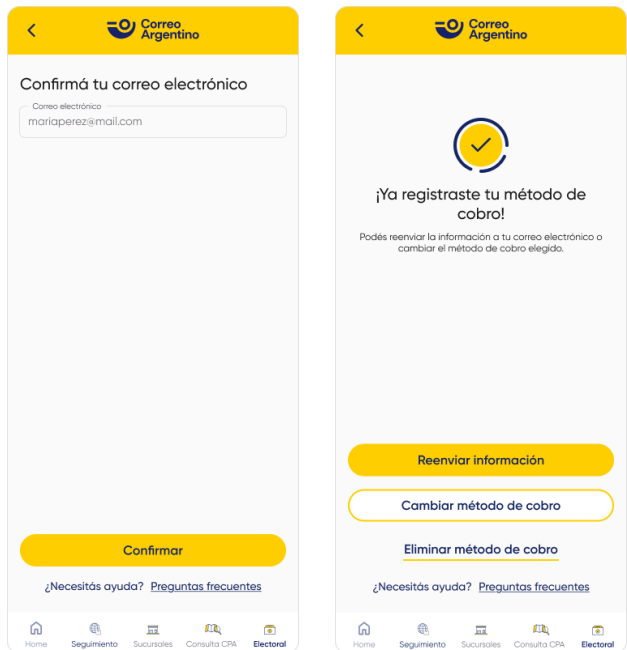 Correo
Argentino
Confirmá tu correo electrónico
Correo electrónico
mariaperez@mail.com
Confirmar
¿Necesitás ayuda? Preguntas frecuentes
Home Seguimiento Sucursales Consulta CPA Electoral
Correo
Argentino
¡Ya registraste tu método de
cobro!
Podés reenviar la información a tu correo electrónico o
cambiar el método de cobro elegido.
Reenviar información
Cambiar método de cobro
Eliminar método de cobro
¿Necesitás ayuda? Preguntas frecuentes
Home Seguimiento Sucursales Consulta CPA Electoral